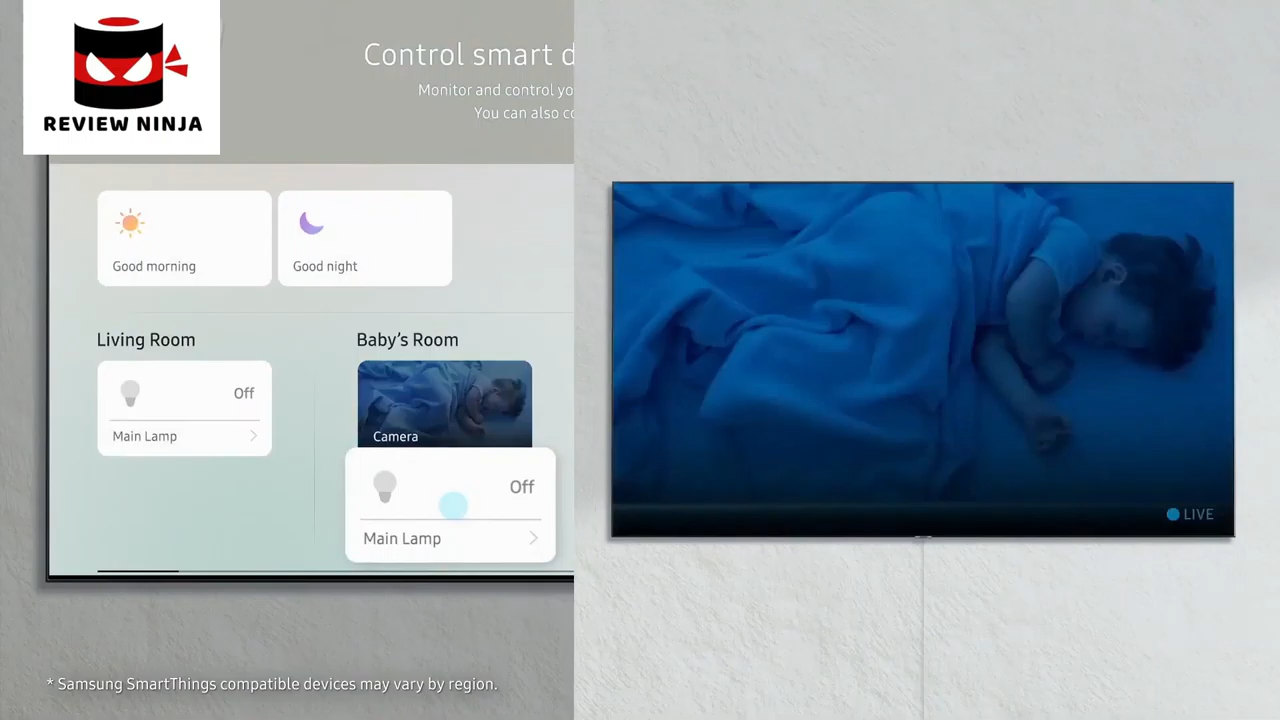 REVIEW NINJA
Control smart d
Monitor and control yo
You can also co
Good morning
Good night
Living Room
Baby's Room
Off
Main Lamp
Camera
Off
Main Lamp
LIVE
* Samsung SmartThings compatible devices may vary by region.